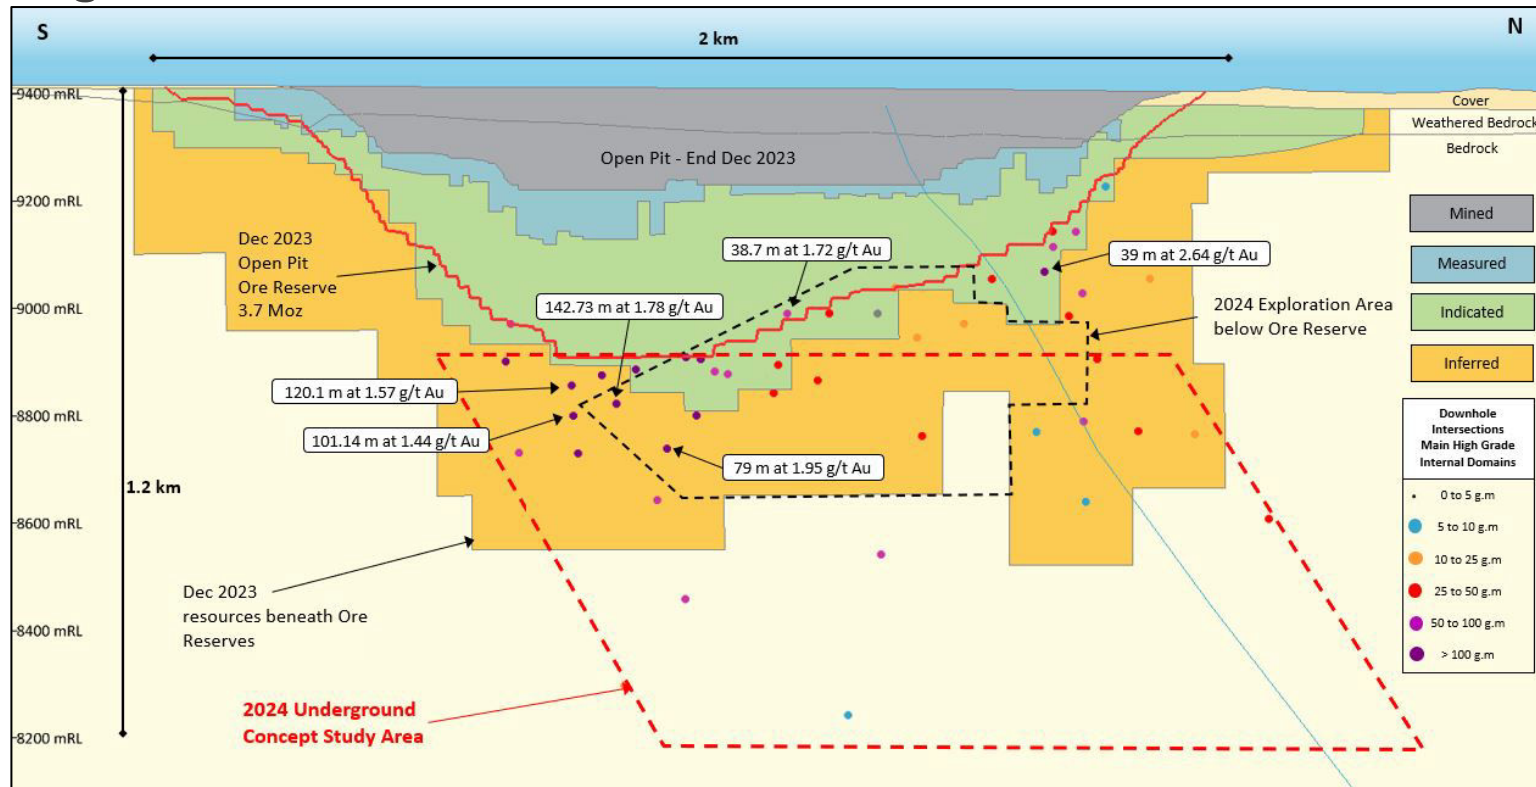 S
N
2 km
9400 mRL
9200 mRL
9000 mRL
8800 mRL
8600 mRL
8400 mRL
8200 mRL
1.2 km
Cover
Weathered Bedrock
Bedrock
Open Pit - End Dec 2023
Dec 2023
Open Pit
Ore Reserve
3.7 Moz
38.7 m at 1.72 g/t Au
39 m at 2.64 g/t Au
142.73 m at 1.78 g/t Au
2024 Exploration Area
below Ore Reserve
120.1 m at 1.57 g/t Au
101.14 m at 1.44 g/t Au
79 m at 1.95 g/t Au
Dec 2023
resources beneath Ore
Reserves
2024 Underground
Concept Study Area
Mined
Measured
Indicated
Inferred
Downhole
Intersections
Main High Grade
Internal Domains
0 to 5 g.m
5 to 10 g.m
10 to 25 g.m
25 to 50 g.m
50 to 100 g.m
> 100 g.m